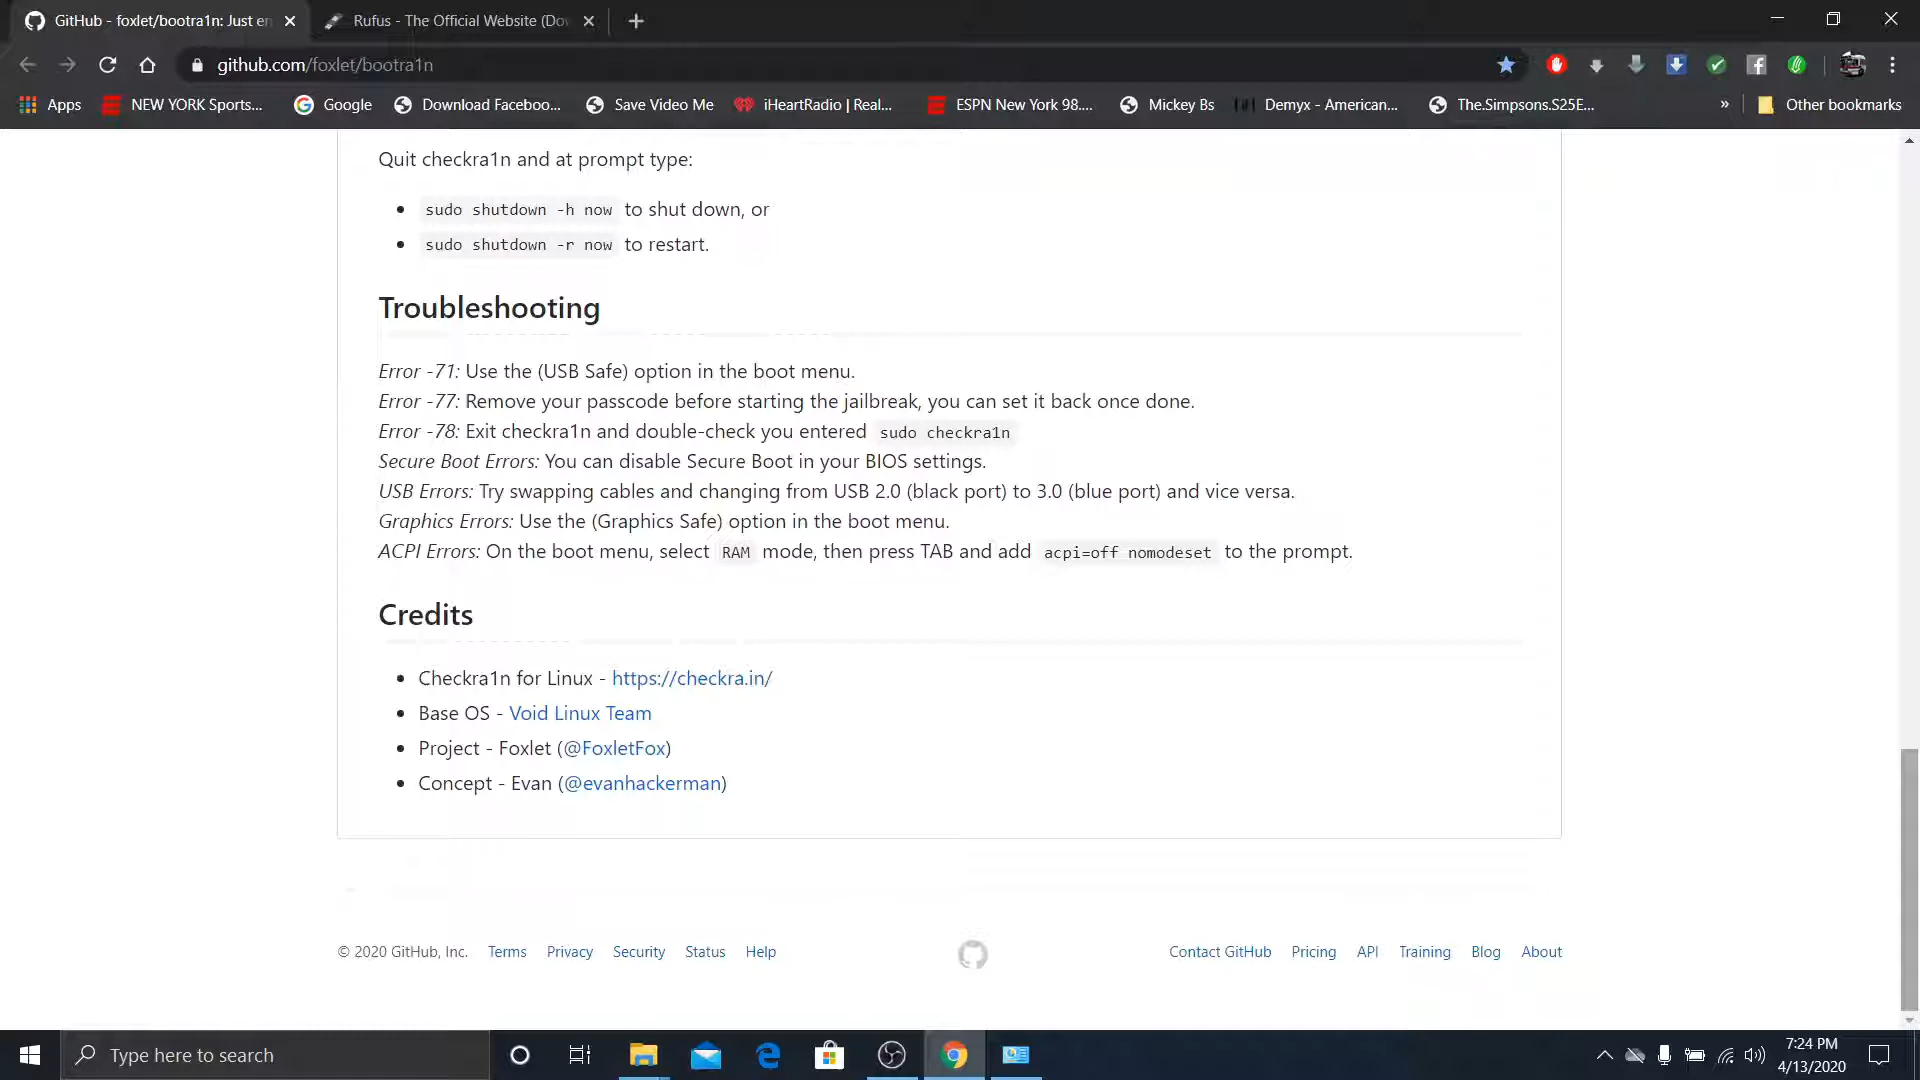 GitHub - foxlet/bootra1n: Just en
Rufus - The Official Website (Do
github.com/foxlet/bootra1n
Apps
NEW YORK Sports...
Google
Download Faceboo...
Save Video Me
iHeartRadio | Real...
ESPN New York 98....
Mickey Bs
Demyx - American...
The.Simpsons.S25E...
»
Other bookmarks
Quit checkra1n and at prompt type:
• sudo shutdown -h now to shut down, or
• sudo shutdown -r now to restart.
Troubleshooting
Error -71: Use the (USB Safe) option in the boot menu.
Error -77: Remove your passcode before starting the jailbreak, you can set it back once done.
Error -78: Exit checkra1n and double-check you entered sudo checkra1n
Secure Boot Errors: You can disable Secure Boot in your BIOS settings.
USB Errors: Try swapping cables and changing from USB 2.0 (black port) to 3.0 (blue port) and vice versa.
Graphics Errors: Use the (Graphics Safe) option in the boot menu.
ACPI Errors: On the boot menu, select RAM mode, then press TAB and add acpi=off nomodeset to the prompt.
Credits
• Checkra1n for Linux - https://checkra.in/
• Base OS - Void Linux Team
• Project - Foxlet (@FoxletFox)
• Concept - Evan (@evanhackerman)
© 2020 GitHub, Inc. Terms Privacy Security Status Help
Contact GitHub Pricing API Training Blog About
Type here to search
7:24 PM
4/13/2020